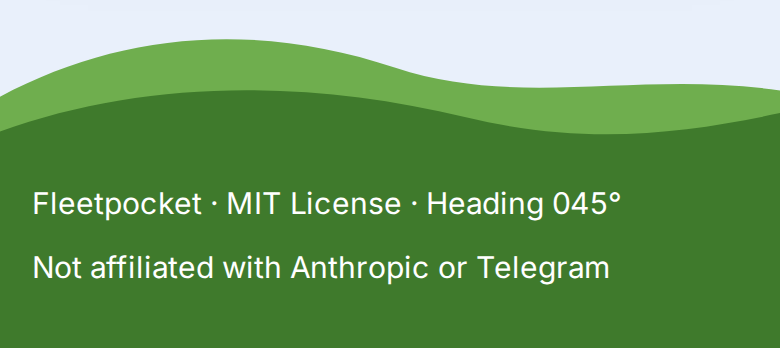 Fleetpocket · MIT License · Heading 045°
Not affiliated with Anthropic or Telegram